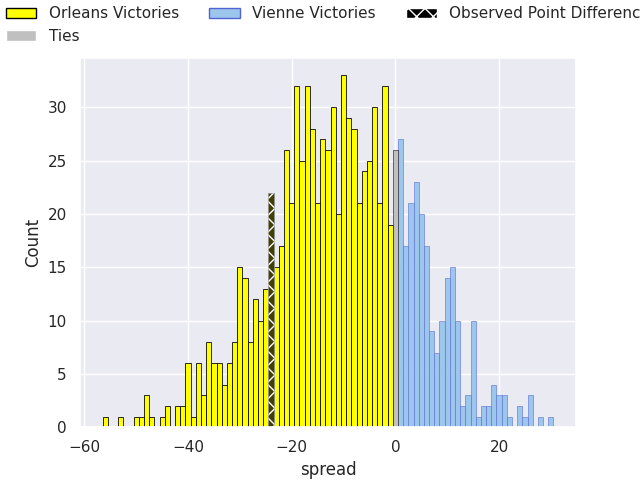 Orleans Victories
Vienne Victories
Observed Point Differenc
Ties
30
25
20
15
10
5
0
Count
−60
−40
−20
0
20
spread